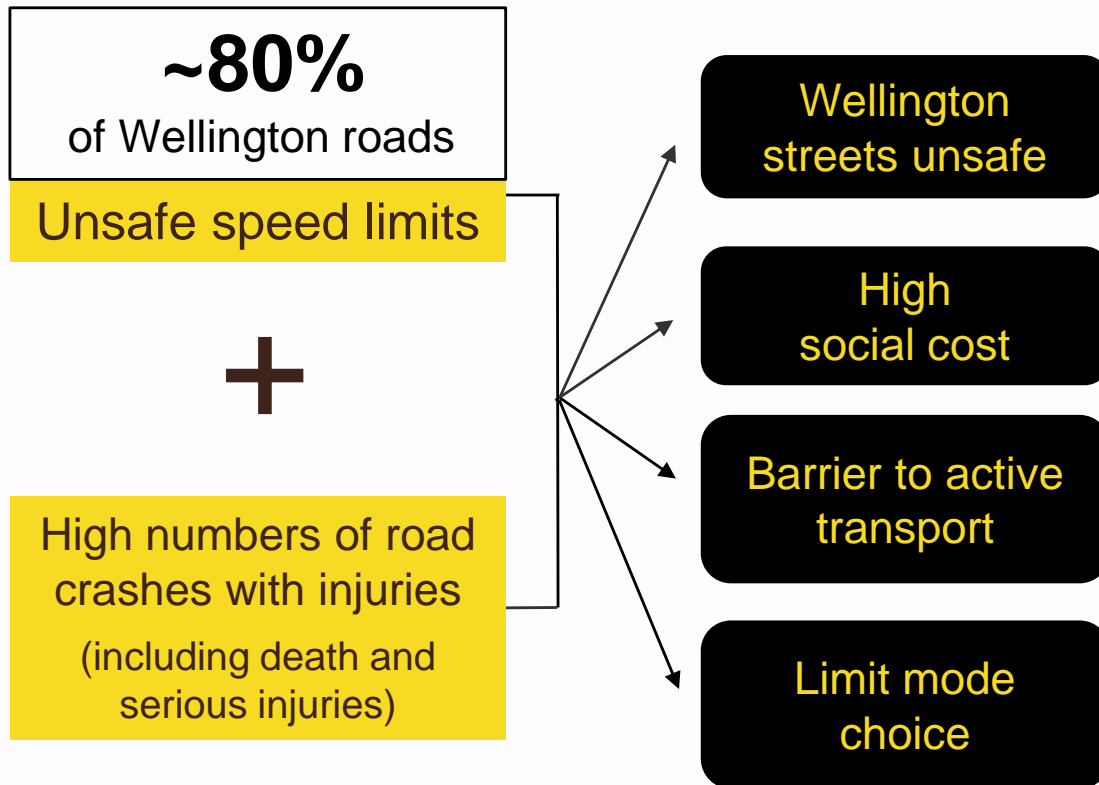 ~80%
of Wellington roads
Unsafe speed limits
+
High numbers of road
crashes with injuries
(including death and
serious injuries)
Wellington
streets unsafe
High
social cost
Barrier to active
transport
Limit mode
choice